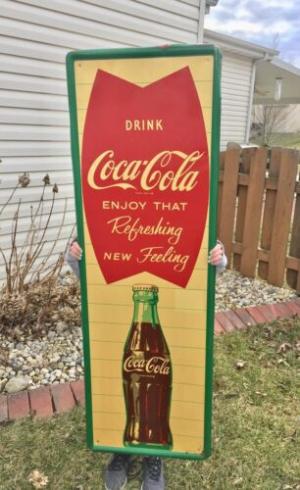 DRINK
Coca-Cola
ENJOY THAT
Refreshing
NEW Feeling
Coca-Cola